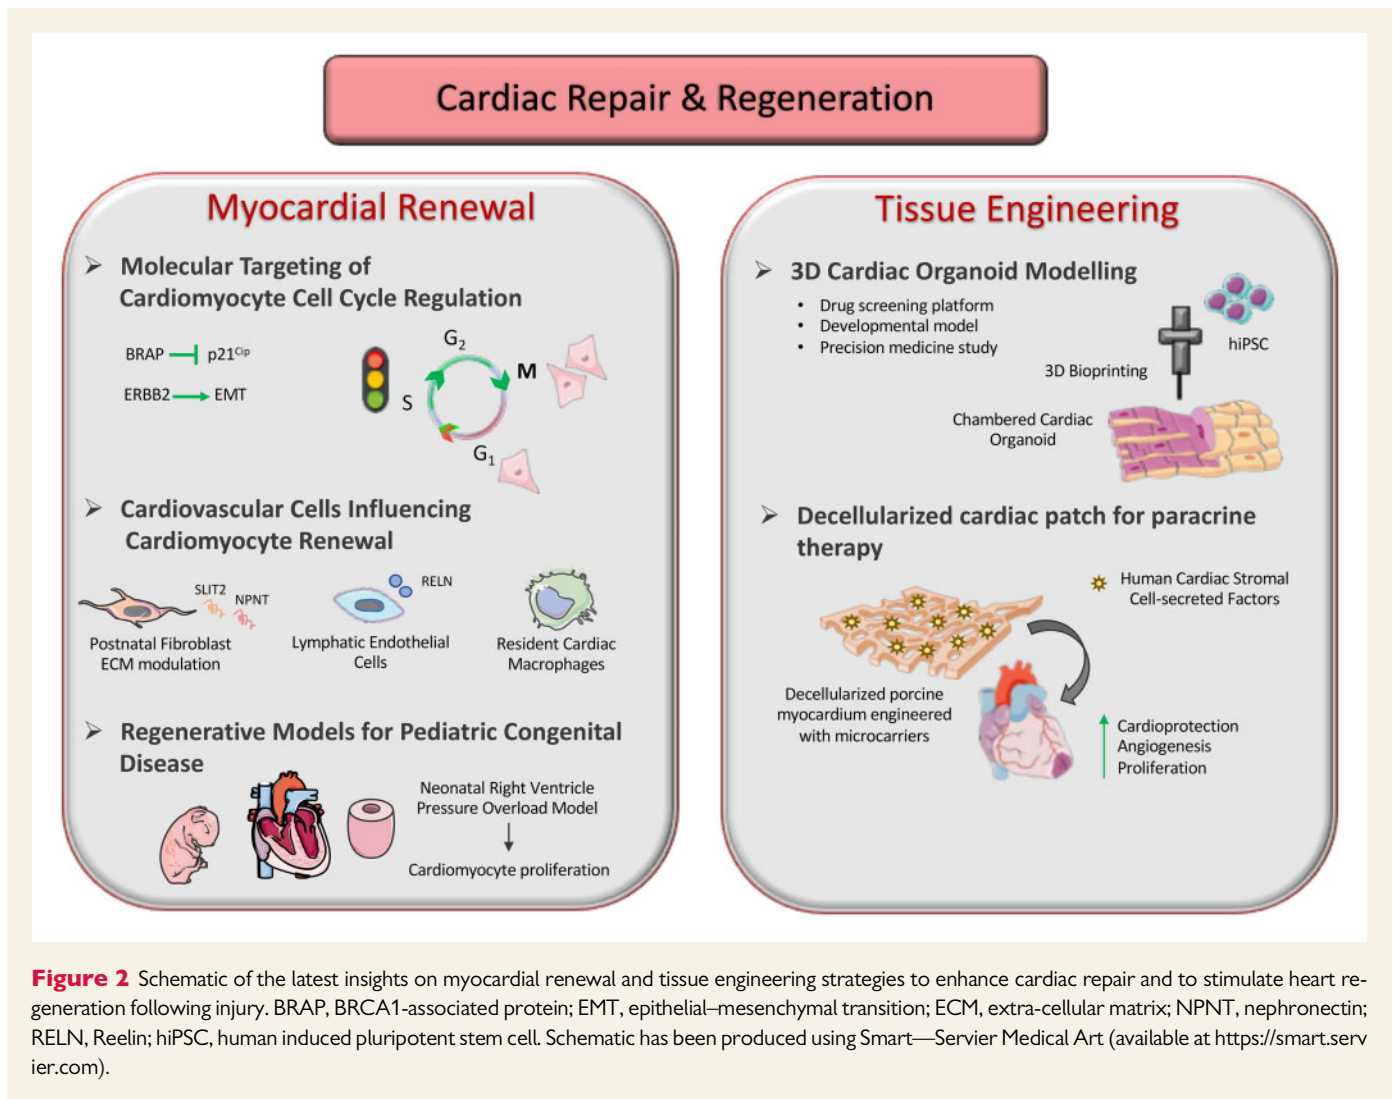 Cardiac Repair & Regeneration
Myocardial Renewal
➢ Molecular Targeting of
Cardiomyocyte Cell Cycle Regulation
BRAP p21Cip
ERBB2 EMT
G2
M
S
G1
➢ Cardiovascular Cells Influencing
Cardiomyocyte Renewal
SLIT2
NPNT
RELN
Postnatal Fibroblast
ECM modulation
Lymphatic Endothelial
Cells
Resident Cardiac
Macrophages
➢ Regenerative Models for Pediatric Congenital
Disease
Neonatal Right Ventricle
Pressure Overload Model
Cardiomyocyte proliferation
Tissue Engineering
➢ 3D Cardiac Organoid Modelling
• Drug screening platform
• Developmental model
• Precision medicine study
hiPSC
3D Bioprinting
Chambered Cardiac
Organoid
➢ Decellularized cardiac patch for paracrine
therapy
Human Cardiac Stromal
Cell-secreted Factors
Decellularized porcine
myocardium engineered
with microcarriers
Cardioprotection
Angiogenesis
Proliferation
Figure 2 Schematic of the latest insights on myocardial renewal and tissue engineering strategies to enhance cardiac repair and to stimulate heart re-
generation following injury. BRAP, BRCA1-associated protein; EMT, epithelial–mesenchymal transition; ECM, extra-cellular matrix; NPNT, nephronectin;
RELN, Reelin; hiPSC, human induced pluripotent stem cell. Schematic has been produced using Smart—Servier Medical Art (available at https://smart.serv
ier.com).